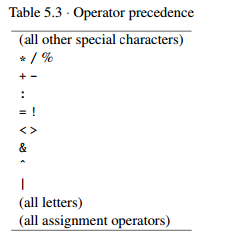 Table 5.3 · Operator precedence
(all other special characters)
* / %
+ -
:
= !
< >
&
^
|
(all letters)
(all assignment operators)